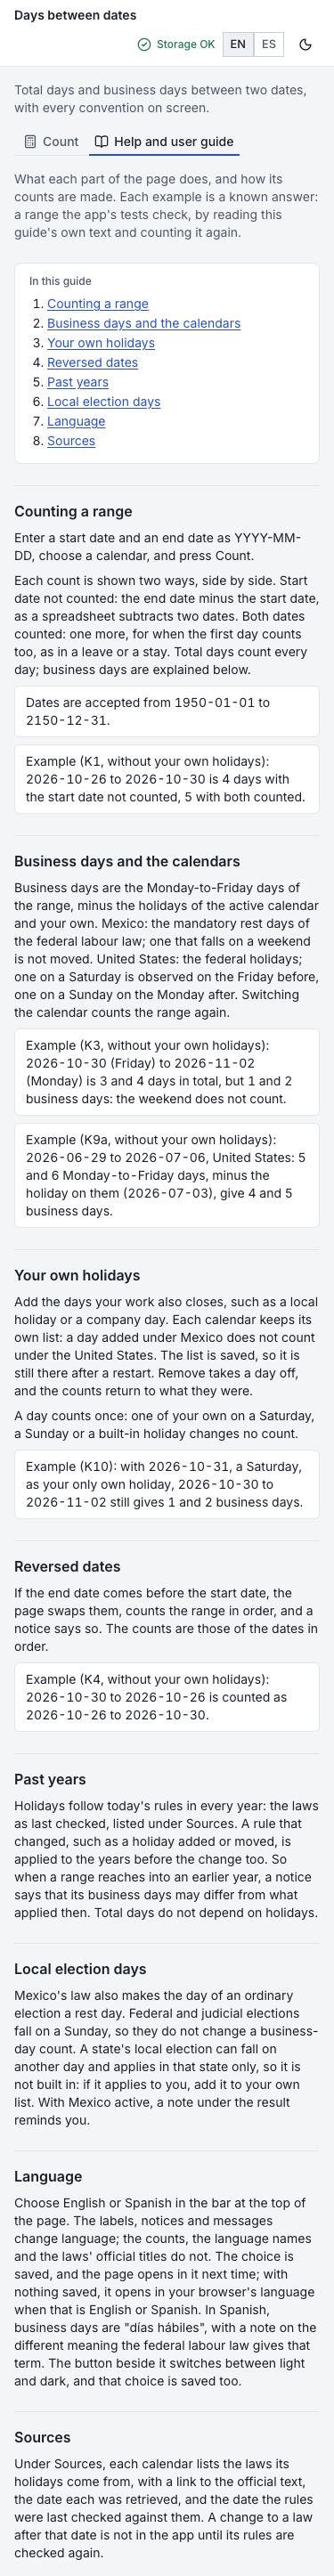 Days between dates
Storage OK EN ES
Total days and business days between two dates,
with every convention on screen.
Count Help and user guide
What each part of the page does, and how its
counts are made. Each example is a known answer:
a range the app's tests check, by reading this
guide's own text and counting it again.
In this guide
1. Counting a range
2. Business days and the calendars
3. Your own holidays
4. Reversed dates
5. Past years
6. Local election days
7. Language
8. Sources
Counting a range
Enter a start date and an end date as YYYY-MM-
DD, choose a calendar, and press Count.
Each count is shown two ways, side by side. Start
date not counted: the end date minus the start date,
as a spreadsheet subtracts two dates. Both dates
counted: one more, for when the first day counts
too, as in a leave or a stay. Total days count every
day; business days are explained below.
Dates are accepted from 1950-01-01 to
2150-12-31.
Example (K1, without your own holidays):
2026-10-26 to 2026-10-30 is 4 days with
the start date not counted, 5 with both counted.
Business days and the calendars
Business days are the Monday-to-Friday days of
the range, minus the holidays of the active calendar
and your own. Mexico: the mandatory rest days of
the federal labour law; one that falls on a weekend
is not moved. United States: the federal holidays;
one on a Saturday is observed on the Friday before,
one on a Sunday on the Monday after. Switching
the calendar counts the range again.
Example (K3, without your own holidays):
2026-10-30 (Friday) to 2026-11-02
(Monday) is 3 and 4 days in total, but 1 and 2
business days: the weekend does not count.
Example (K9a, without your own holidays):
2026-06-29 to 2026-07-06, United States: 5
and 6 Monday-to-Friday days, minus the
holiday on them (2026-07-03), give 4 and 5
business days.
Your own holidays
Add the days your work also closes, such as a local
holiday or a company day. Each calendar keeps its
own list: a day added under Mexico does not count
under the United States. The list is saved, so it is
still there after a restart. Remove takes a day off,
and the counts return to what they were.
A day counts once: one of your own on a Saturday,
a Sunday or a built-in holiday changes no count.
Example (K10): with 2026-10-31, a Saturday,
as your only own holiday, 2026-10-30 to
2026-11-02 still gives 1 and 2 business days.
Reversed dates
If the end date comes before the start date, the
page swaps them, counts the range in order, and a
notice says so. The counts are those of the dates in
order.
Example (K4, without your own holidays):
2026-10-30 to 2026-10-26 is counted as
2026-10-26 to 2026-10-30.
Past years
Holidays follow today's rules in every year: the laws
as last checked, listed under Sources. A rule that
changed, such as a holiday added or moved, is
applied to the years before the change too. So
when a range reaches into an earlier year, a notice
says that its business days may differ from what
applied then. Total days do not depend on holidays.
Local election days
Mexico's law also makes the day of an ordinary
election a rest day. Federal and judicial elections
fall on a Sunday, so they do not change a business-
day count. A state's local election can fall on
another day and applies in that state only, so it is
not built in: if it applies to you, add it to your own
list. With Mexico active, a note under the result
reminds you.
Language
Choose English or Spanish in the bar at the top of
the page. The labels, notices and messages
change language; the counts, the language names
and the laws' official titles do not. The choice is
saved, and the page opens in it next time; with
nothing saved, it opens in your browser's language
when that is English or Spanish. In Spanish,
business days are "días hábiles", with a note on the
different meaning the federal labour law gives that
term. The button beside it switches between light
and dark, and that choice is saved too.
Sources
Under Sources, each calendar lists the laws its
holidays come from, with a link to the official text,
the date each was retrieved, and the date the rules
were last checked against them. A change to a law
after that date is not in the app until its rules are
checked again.